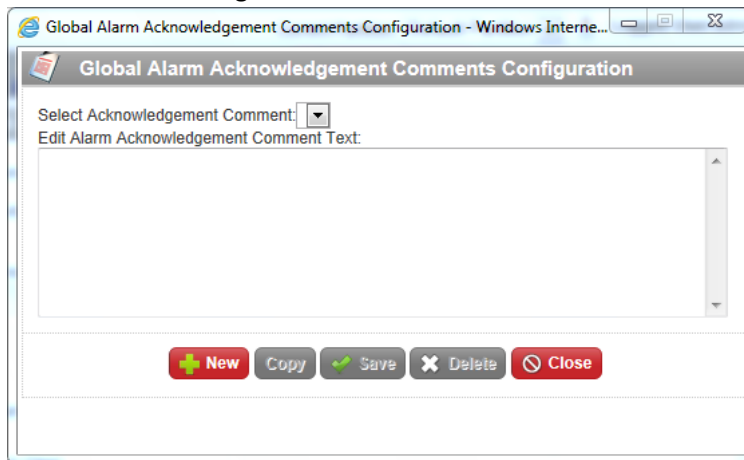 Global Alarm Acknowledgement Comments Configuration - Windows Interne...
Global Alarm Acknowledgement Comments Configuration
Select Acknowledgement Comment:
Edit Alarm Acknowledgement Comment Text:
New Copy Save Delete Close